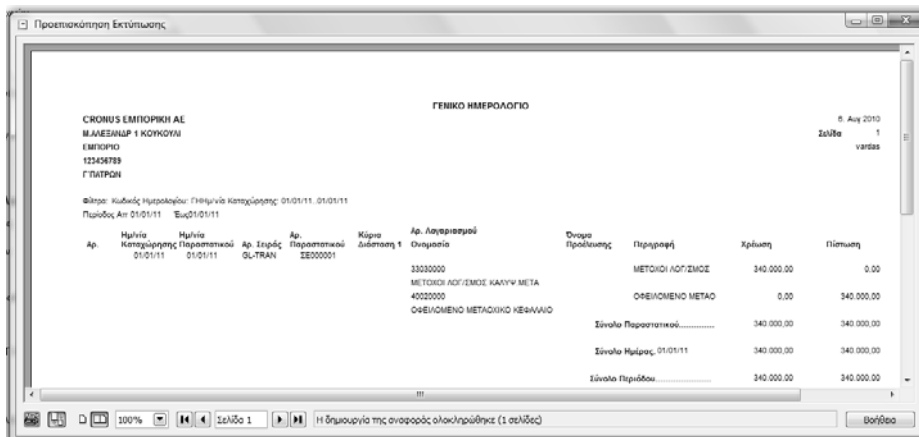 Προεπισκόπηση Εκτύπωσης
ΓΕΝΙΚΟ ΗΜΕΡΟΛΟΓΙΟ
CRONUS ΕΜΠΟΡΙΚΗ ΑΕ 6. Αυγ 2010
Μ.ΑΛΕΞΑΝΔΡ 1 ΚΟΥΚΟΥΛΙ Σελίδα 1
ΕΜΠΟΡΙΟ vardas
123456789
Γ'ΠΑΤΡΩΝ
Φίλτρα: Κωδικός Ημερολογίου: ΓΗΗμ/νία Καταχώρησης: 01/01/11..01/01/11
Περίοδος Απ 01/01/11 Έως01/01/11
Αρ. Ημ/νία Καταχώρησης Ημ/νία Παραστατικού Αρ. Σειράς Αρ. Παραστατικού Κύρια Διάσταση 1 Αρ. Λογαριασμού Ονομασία Όνομα Προέλευσης Περιγραφή Χρέωση Πίστωση
01/01/11 01/01/11 GL-TRAN ΣΕ000001
33030000 ΜΕΤΟΧΟΙ ΛΟΓ/ΣΜΟΣ 340.000,00 0,00
ΜΕΤΟΧΟΙ ΛΟΓ/ΣΜΟΣ ΚΑΛΥΨ ΜΕΤΑ
40020000 ΟΦΕΙΛΟΜΕΝΟ ΜΕΤΑΟ 0,00 340.000,00
ΟΦΕΙΛΟΜΕΝΟ ΜΕΤΑΟΧΙΚΟ ΚΕΦΑΛΑΙΟ
Σύνολο Παραστατικού............... 340.000,00 340.000,00
Σύνολο Ημέρας, 01/01/11 340.000,00 340.000,00
Σύνολο Περιόδου...................... 340.000,00 340.000,00
100% Σελίδα 1 Η δημιουργία της αναφοράς ολοκληρώθηκε (1 σελίδες) Βοήθεια